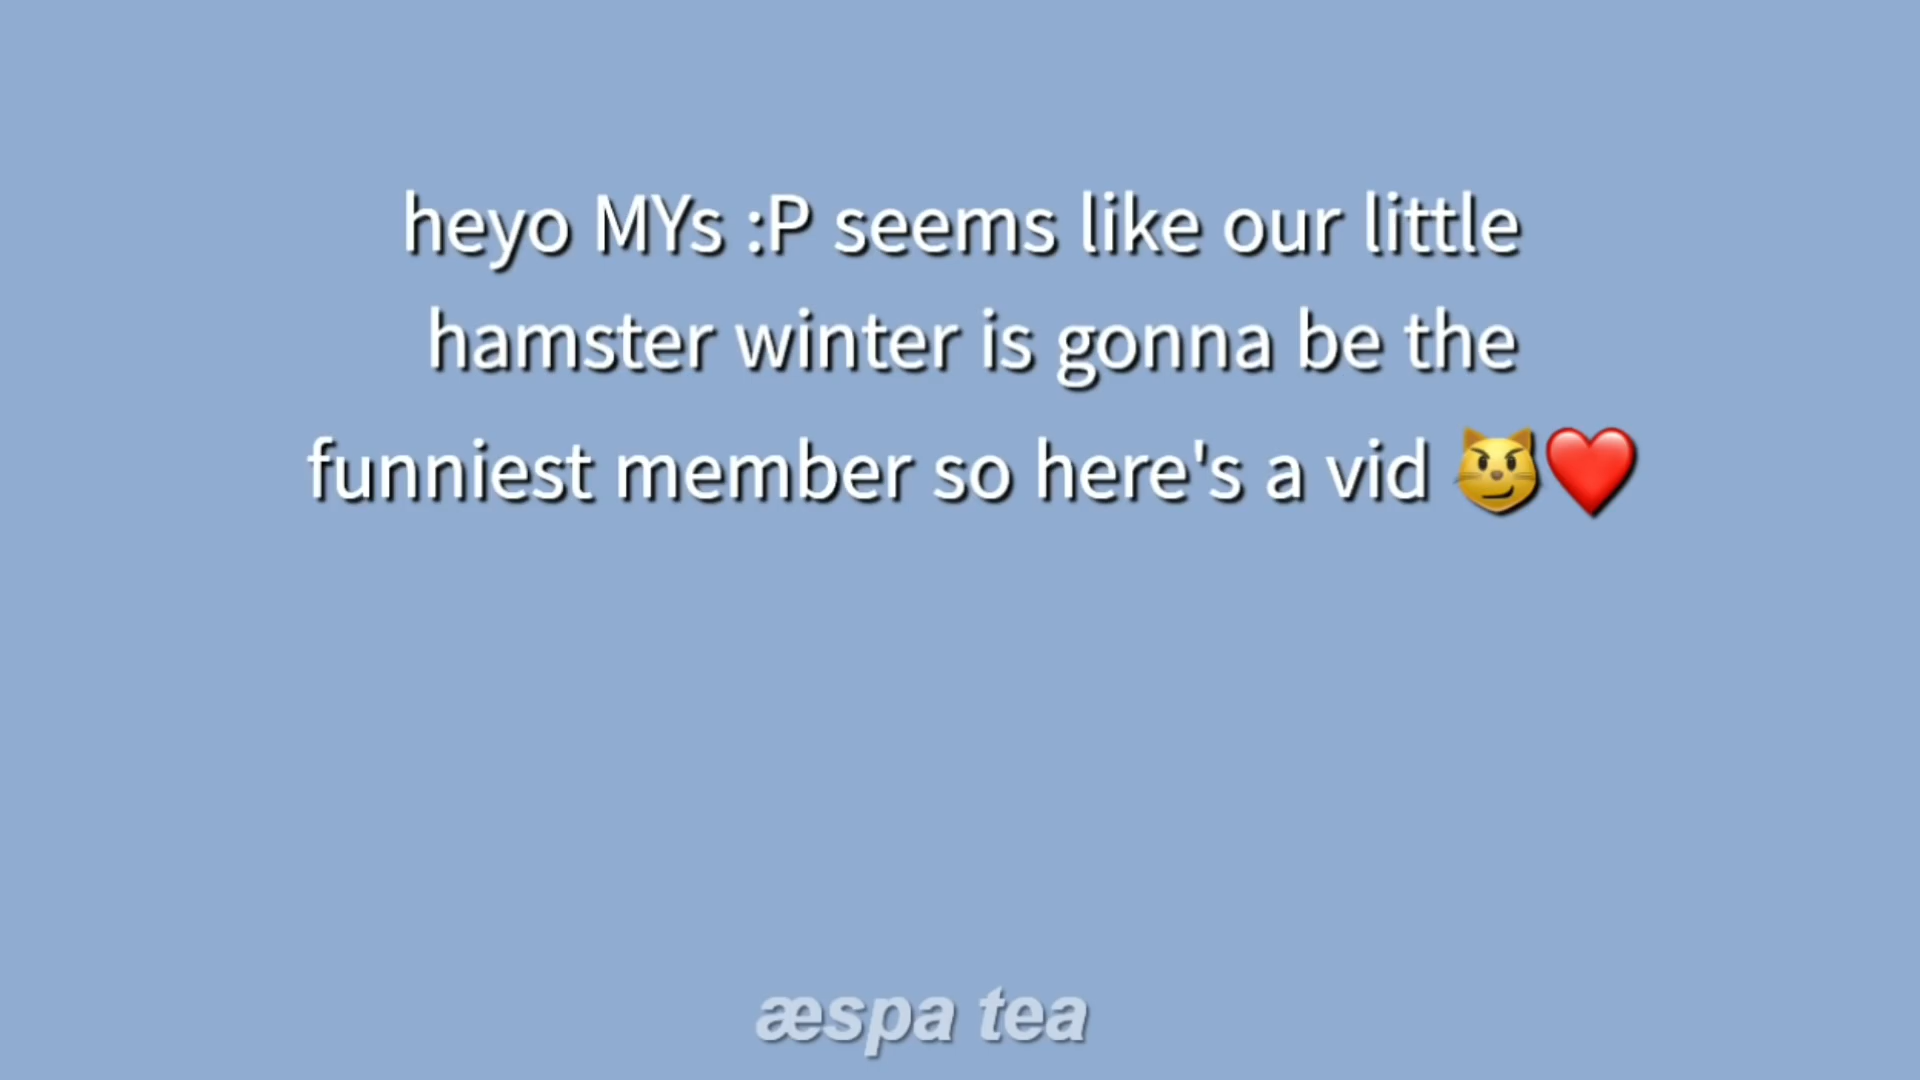 heyo MYs :P seems like our little
hamster winter is gonna be the
funniest member so here's a vid 😼❤️
æspa tea